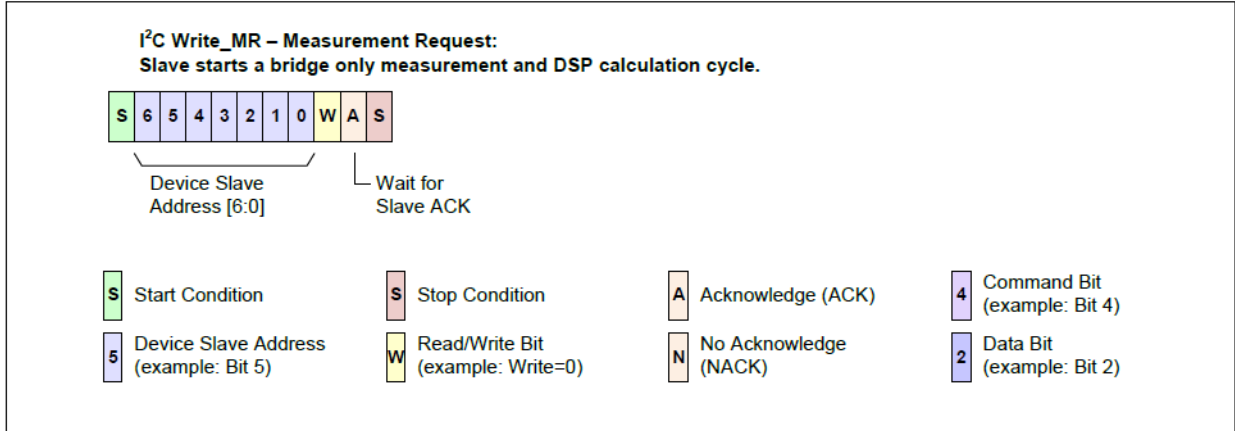 I²C Write_MR – Measurement Request:
Slave starts a bridge only measurement and DSP calculation cycle.
S 6 5 4 3 2 1 0 W A S
Device Slave
Address [6:0]
Wait for
Slave ACK
S Start Condition
S Stop Condition
A Acknowledge (ACK)
4 Command Bit
(example: Bit 4)
5 Device Slave Address
(example: Bit 5)
W Read/Write Bit
(example: Write=0)
N No Acknowledge
(NACK)
2 Data Bit
(example: Bit 2)